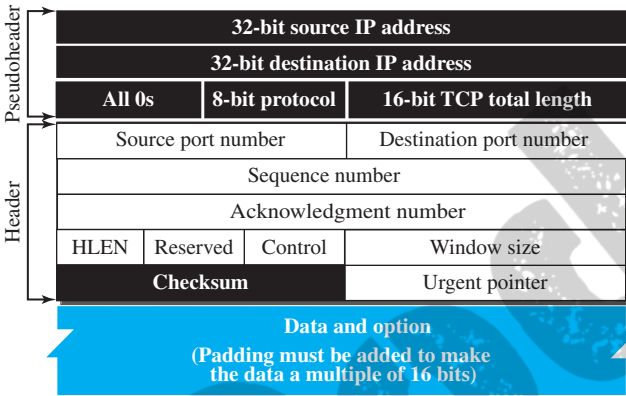 Pseudoheader
32-bit source IP address
32-bit destination IP address
All 0s 8-bit protocol 16-bit TCP total length
Header
Source port number Destination port number
Sequence number
Acknowledgment number
HLEN Reserved Control Window size
Checksum Urgent pointer
Data and option
(Padding must be added to make
the data a multiple of 16 bits)